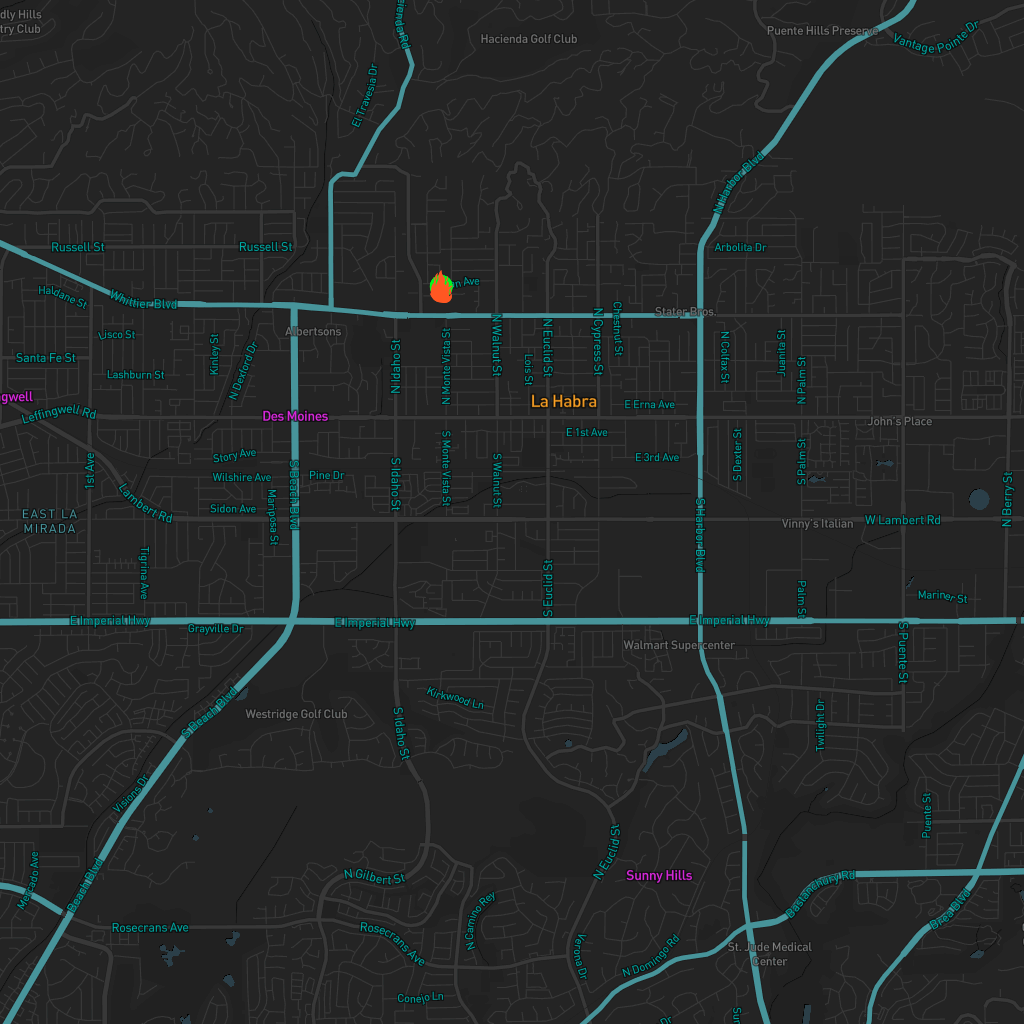 Hacienda Golf Club
Puente Hills Preserve
Vantage Pointe Dr
try Club
El Travesia Dr
N Harbor Blvd
Russell St
Russell St
Arbolita Dr
Haldane St
Whittier Blvd
Stater Bros.
Albertsons
Lisco St
Kinley St
N Dexford Dr
N Idaho St
N Monte Vista St
N Walnut St
Lois St
N Euclid St
N Cypress St
Chestnut St
N Colfax St
Juanita St
N Palm St
Santa Fe St
Lashburn St
Leffingwell Rd
Des Moines
La Habra
E Erna Ave
John's Place
E 1st Ave
E 3rd Ave
Story Ave
Wilshire Ave
Pine Dr
1st Ave
Lambert Rd
Sidon Ave
Mariposa St
S Beach Blvd
S Idaho St
S Monte Vista St
S Walnut St
S Dexter St
S Palm St
N Berry St
EAST LA
MIRADA
S Harbor Blvd
Vinny's Italian
W Lambert Rd
Tigrina Ave
S Euclid St
Palm St
Mariner St
E Imperial Hwy
Grayville Dr
E Imperial Hwy
E Imperial Hwy
Walmart Supercenter
S Puente St
Kirkwood Ln
S Beach Blvd
Westridge Golf Club
S Idaho St
Twilight Dr
Visions Dr
Puente St
N Euclid St
Mercado Ave
Beach Blvd
N Gilbert St
Sunny Hills
Bastanchury Rd
Brea Blvd
Rosecrans Ave
Rosecrans Ave
N Camino Rey
Verona Dr
N Domingo Rd
St. Jude Medical
Center
Conejo Ln